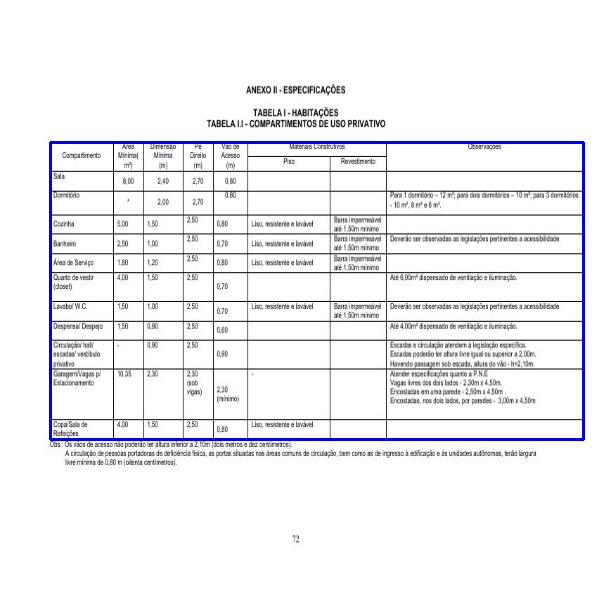 ANEXO II - ESPECIFICAÇÕES
TABELA I - HABITAÇÕES
TABELA I.I - COMPARTIMENTOS DE USO PRIVATIVO
Compartimento Área Mínima( m²) Dimensão Mínima (m) Pé Direito (m) Vão de Acesso (m) Materiais Construtivos Observações
Piso Revestimento
Sala 8,00 2,40 2,70 0,80
Dormitório 2,00 2,70 0,80 Para 1 dormitório – 12 m²; para dois dormitórios – 10 m²; para 3 dormitórios
- 10 m², 8 m² e 6 m².
Cozinha 5,00 1,50 2,50 0,80 Liso, resistente e lavável Barra impermeável
até 1,50m mínimo
Banheiro 2,50 1,00 2,50 0,70 Liso, resistente e lavável Barra impermeável Deverão ser observadas as legislações pertinentes a acessibilidade
até 1,50m mínimo
Área de Serviço 1,80 1,20 2,50 0,80 Liso, resistente e lavável Barra impermeável
até 1,50m mínimo
Quarto de vestir 4,00 1,50 2,50 0,70 Até 6,00m² dispensado de ventilação e iluminação.
(closet)
Lavabo/ W.C. 1,50 1,00 2,50 0,70 Liso, resistente e lavável Barra impermeável Deverão ser observadas as legislações pertinentes a acessibilidade
até 1,50m mínimo
Despensa/ Despejo 1,50 0,90 2,50 0,60 Até 4,00m² dispensado de ventilação e iluminação.
Circulação/ hall/ - 0,90 2,50 0,90 Escadas e circulação atendem à legislação específica.
escadas/ vestíbulo Escadas poderão ter altura livre igual ou superior a 2,00m.
privativo Havendo passagem sob escada, altura do vão - h=2,10m.
Garagem/Vagas p/ 10,35 2,30 2,30 - Atender especificações quanto a P.N.E
Estacionamento (sob Vagas livres dos dois lados - 2,30m x 4,50m.
vigas) 2,30 Encostadas em uma parede - 2,50m x 4,50m .
(mínimo) Encostadas, nos dois lados, por paredes - 3,00m x 4,50m
Copa/Sala de 4,00 1,50 2,50 0,80 Liso, resistente e lavável
Refeições
Obs.: Os vãos de acesso não poderão ter altura inferior a 2,10m (dois metros e dez centímetros).
A circulação de pessoas portadoras de deficiência física, as portas situadas nas áreas comuns de circulação, bem como as de ingresso à edificação e às unidades autônomas, terão largura
livre mínima de 0,80 m (oitenta centímetros).
72